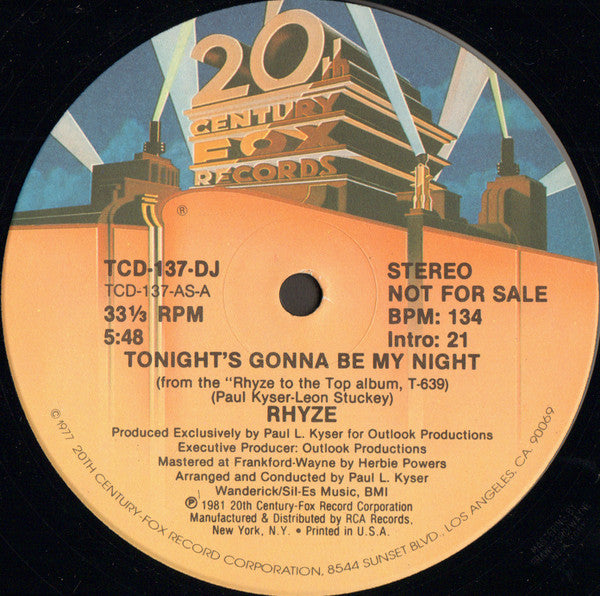 20th
CENTURY
FOX
RECORDS
®
TCD-137-DJ
TCD-137-AS-A
33⅓ RPM
5:48
STEREO
NOT FOR SALE
BPM: 134
Intro: 21
TONIGHT'S GONNA BE MY NIGHT
(from the "Rhyze to the Top album, T-639)
(Paul Kyser-Leon Stuckey)
RHYZE
Produced Exclusively by Paul L. Kyser for Outlook Productions
Executive Producer: Outlook Productions
Mastered at Frankford-Wayne by Herbie Powers
Arranged and Conducted by Paul L. Kyser
Wanderick/Sil-Es Music, BMI
℗ 1981 20th Century-Fox Record Corporation
Manufactured & Distributed by RCA Records,
New York, N.Y. • Printed in U.S.A.
©1977 20TH CENTURY-FOX RECORD CORPORATION, 8544 SUNSET BLVD., LOS ANGELES, CA. 90069